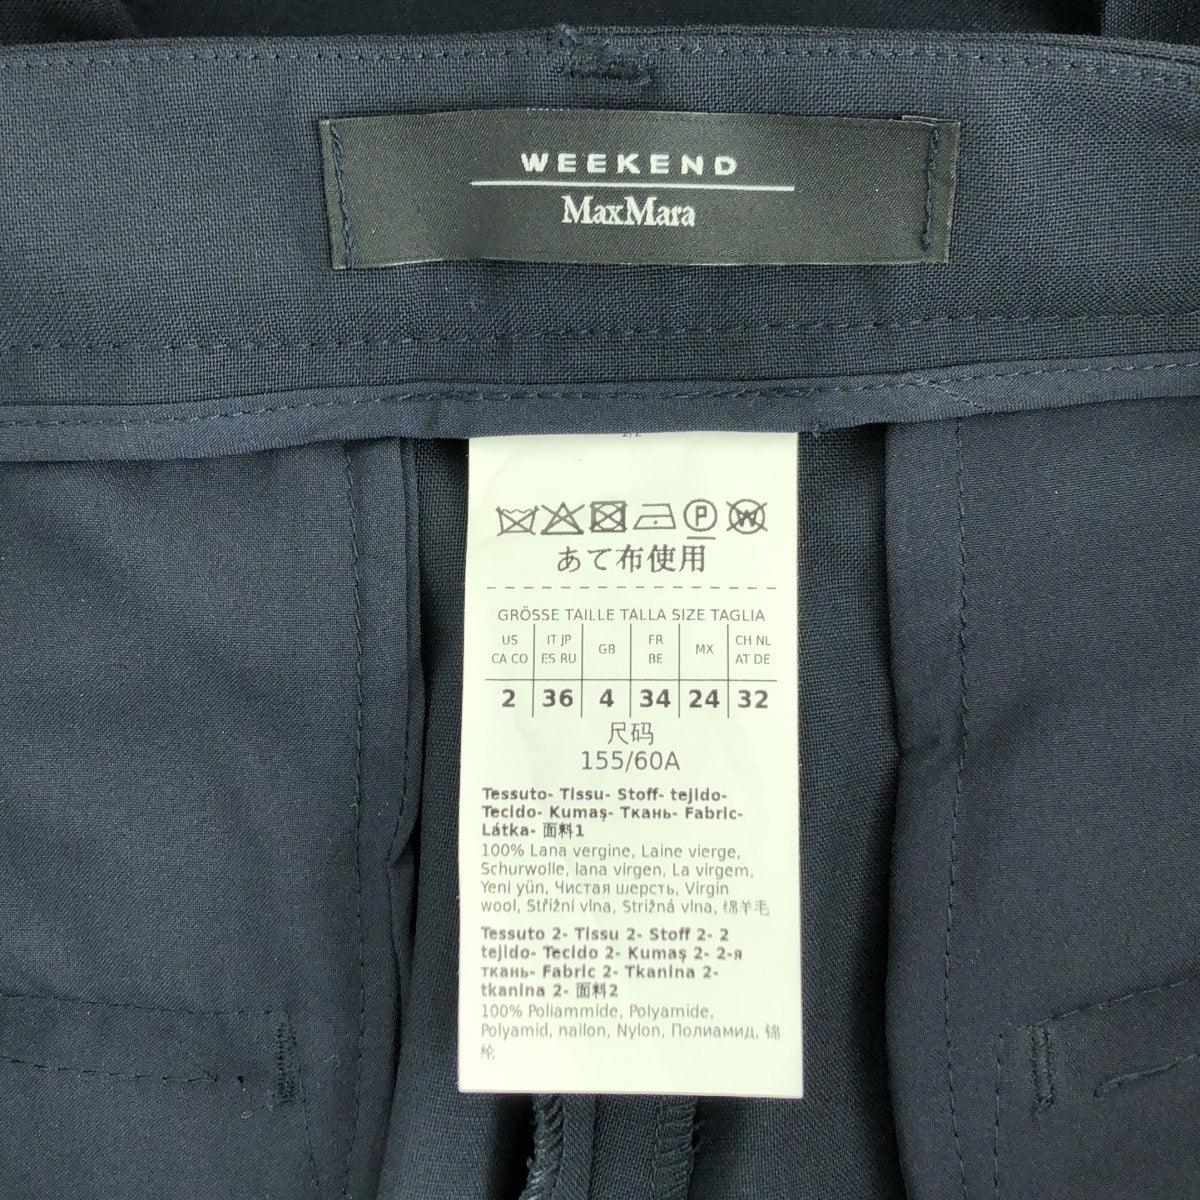 WEEKEND
MaxMara
2/2
P W
あて布使用
GRÖSSE TAILLE TALLA SIZE TAGLIA
US CA CO | IT JP ES RU | GB | FR BE | MX | CH NL AT DE
2 | 36 | 4 | 34 | 24 | 32
尺码
155/60A
Tessuto- Tissu- Stoff- tejido-
Tecido- Kumaş- Ткань- Fabric-
Látka- 面料1
100% Lana vergine, Laine vierge,
Schurwolle, lana virgen, La virgem,
Yeni yün, Чистая шерсть, Virgin
wool, Střížní vlna, Strižná vlna, 绵羊毛
Tessuto 2- Tissu 2- Stoff 2- 2
tejido- Tecido 2- Kumaş 2- 2-я
ткань- Fabric 2- Tkanina 2-
tkanina 2- 面料2
100% Poliammide, Polyamide,
Polyamid, nailon, Nylon, Полиамид, 锦
纶